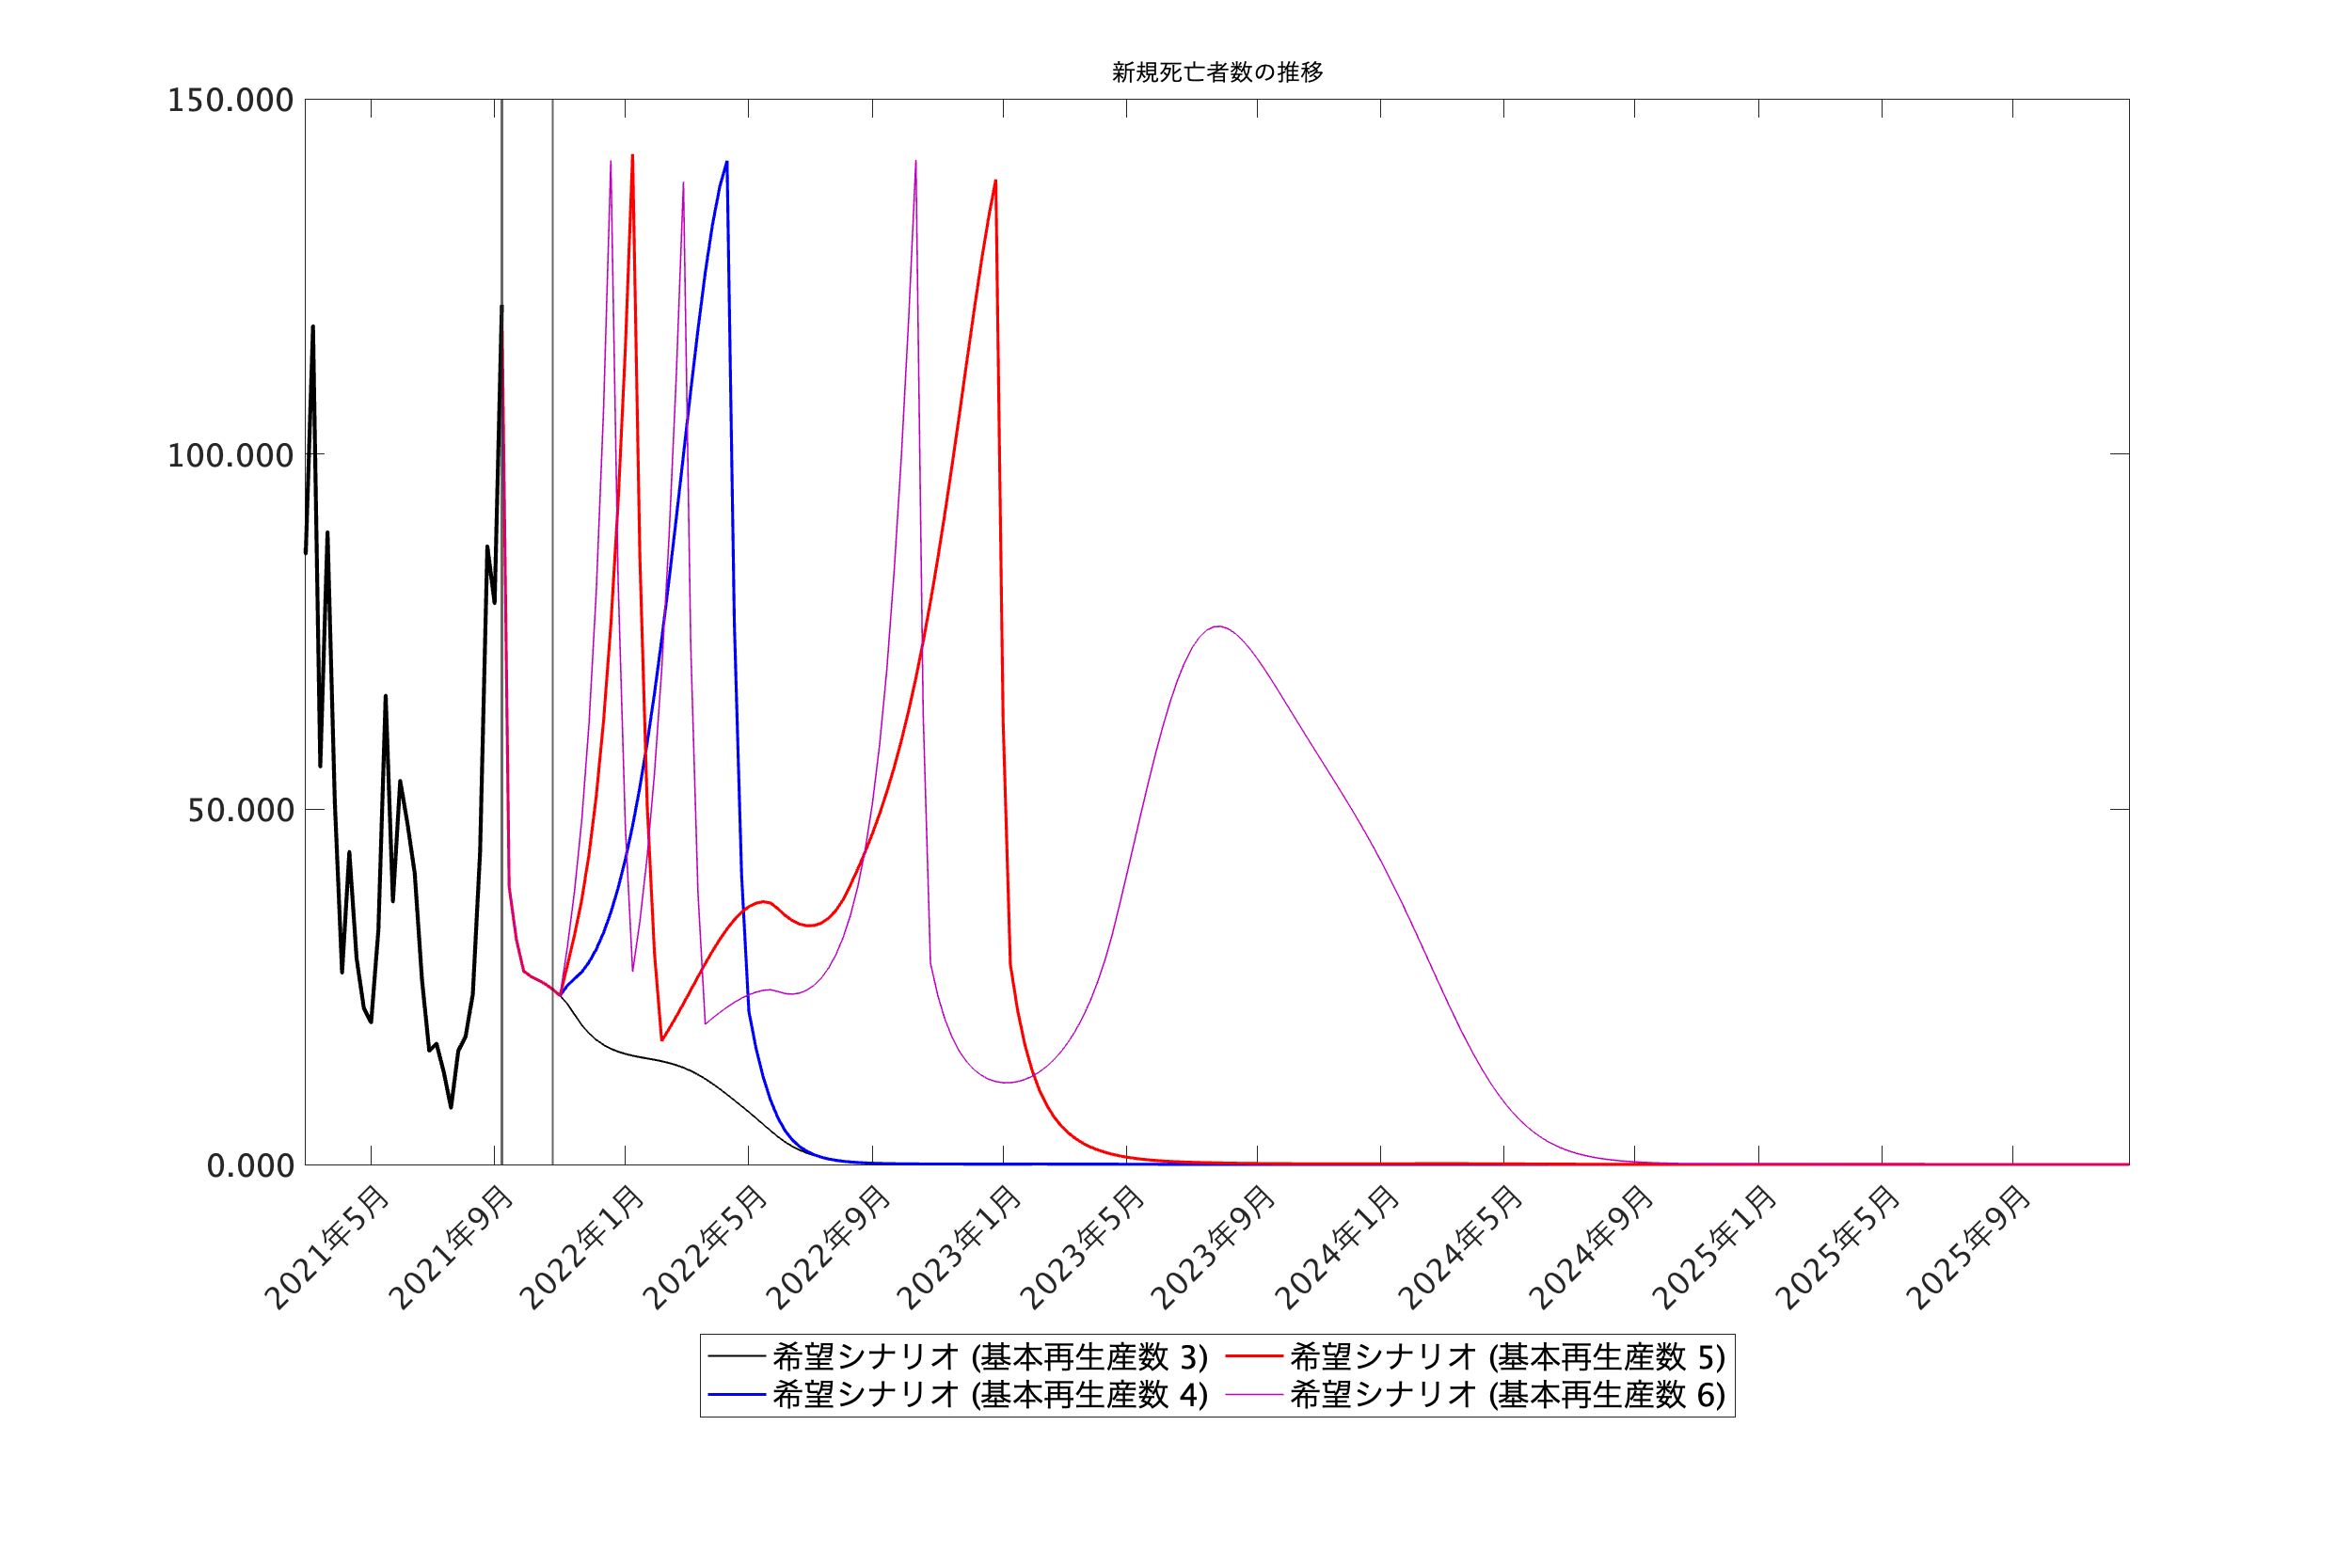 新規死亡者数の推移
150.000
100.000
50.000
0.000
2021年5月
2021年9月
2022年1月
2022年5月
2022年9月
2023年1月
2023年5月
2023年9月
2024年1月
2024年5月
2024年9月
2025年1月
2025年5月
2025年9月
希望シナリオ (基本再生産数 3)
希望シナリオ (基本再生産数 5)
希望シナリオ (基本再生産数 4)
希望シナリオ (基本再生産数 6)